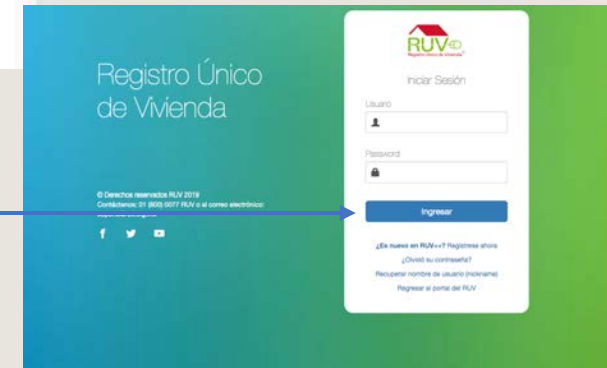 Registro Único
de Vivienda
© Derechos reservados RUV 2019
Contáctenos: 01 (800) 0077 RUV o al correo electrónico:
RUV
Registro Único de Vivienda
Iniciar Sesión
Usuario
Password
Ingresar
¿Es nuevo en RUV++? Regístrese ahora
¿Olvidó su contraseña?
Recuperar nombre de usuario (nickname)
Regresar al portal del RUV